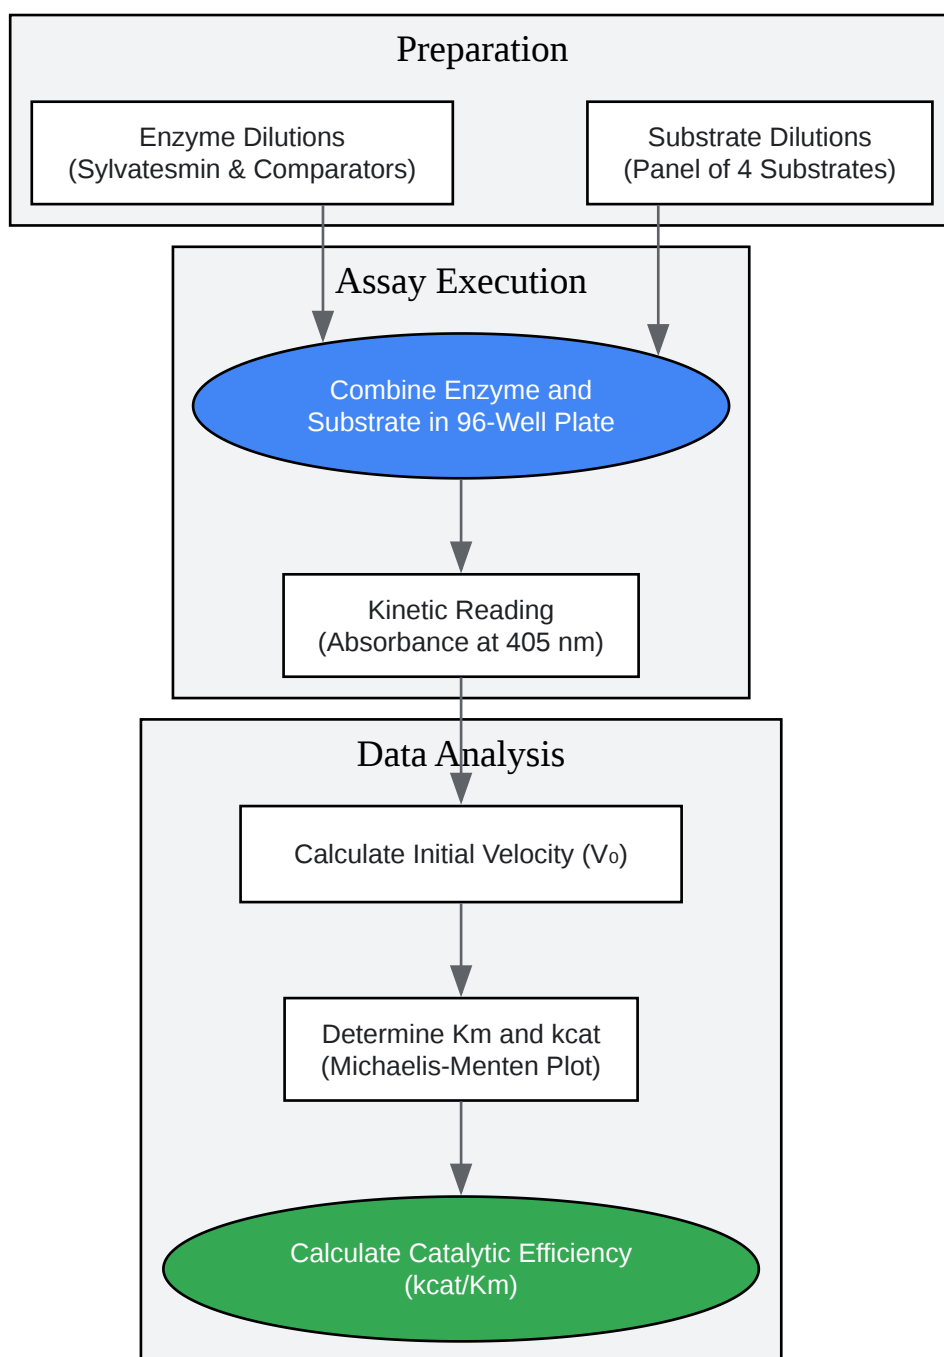 Preparation
Enzyme Dilutions
(Sylvatesmin & Comparators)
Substrate Dilutions
(Panel of 4 Substrates)
Assay Execution
Combine Enzyme and
Substrate in 96-Well Plate
Kinetic Reading
(Absorbance at 405 nm)
Data Analysis
Calculate Initial Velocity (V₀)
Determine Km and kcat
(Michaelis-Menten Plot)
Calculate Catalytic Efficiency
(kcat/Km)